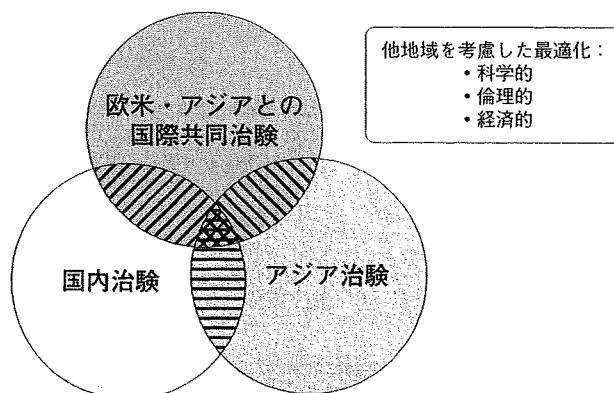 欧米・アジアとの
国際共同治験
国内治験
アジア治験
他地域を考慮した最適化：
・科学的
・倫理的
・経済的